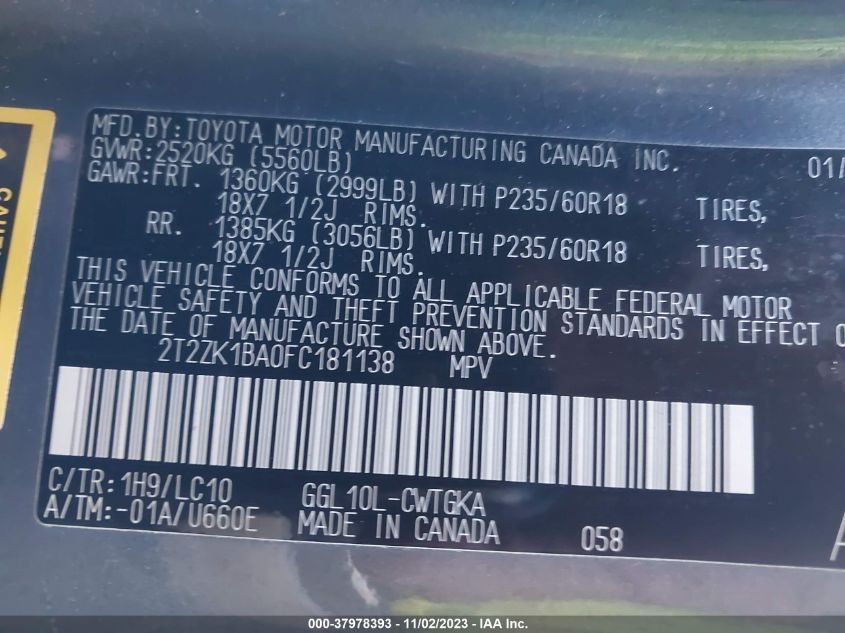 MFD.BY:TOYOTA MOTOR MANUFACTURING CANADA INC. 01/
GVWR:2520KG (5560LB)
GAWR:FRT. 1360KG (2999LB) WITH P235/60R18 TIRES,
18X7 1/2J RIMS.
RR. 1385KG (3056LB) WITH P235/60R18 TIRES,
18X7 1/2J RIMS.
THIS VEHICLE CONFORMS TO ALL APPLICABLE FEDERAL MOTOR
VEHICLE SAFETY AND THEFT PREVENTION STANDARDS IN EFFECT O
THE DATE OF MANUFACTURE SHOWN ABOVE.
2T2ZK1BA0FC181138 MPV
C/TR:1H9/LC10 GGL10L-CWTGKA
A/TM:-01A/U660E MADE IN CANADA 058
000-37978393 - 11/02/2023 - IAAI Inc.